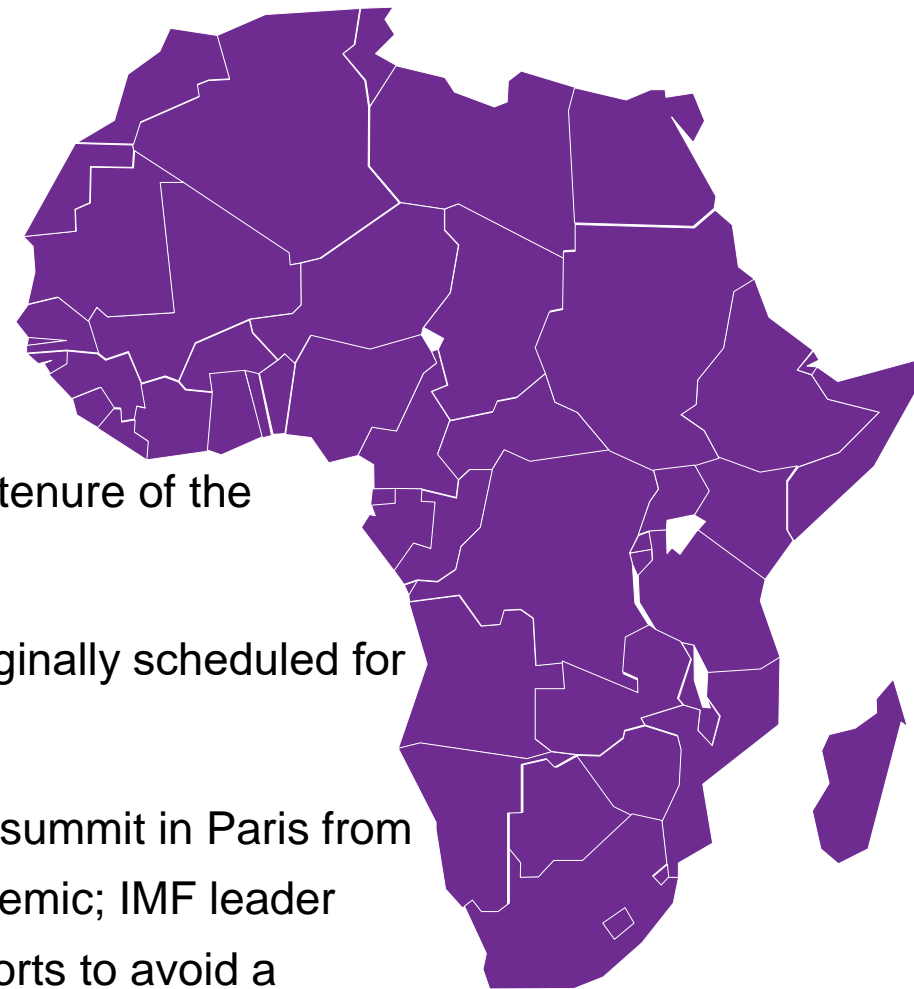 tenure of the
ginally scheduled for
summit in Paris from
emic; IMF leader
orts to avoid a